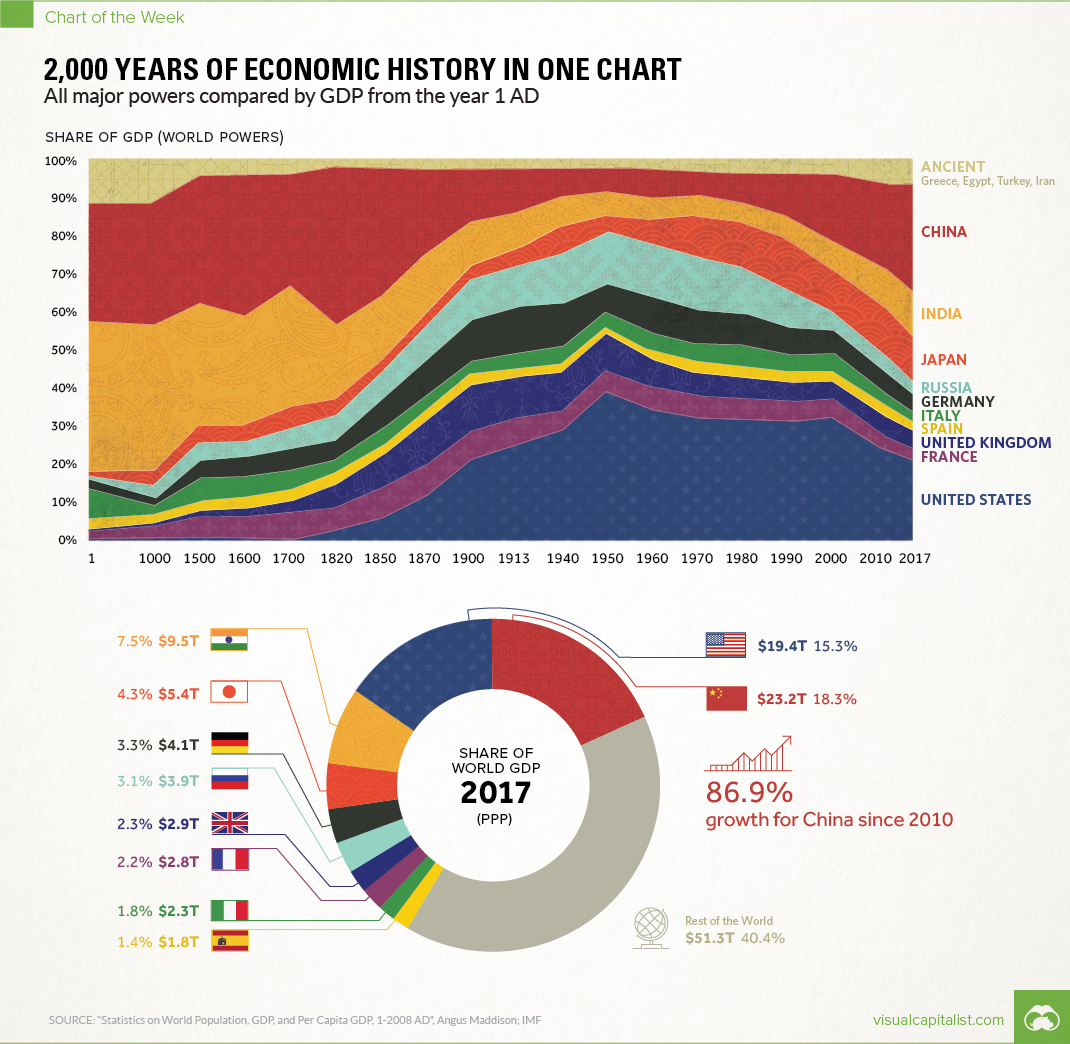 Chart of the Week
2,000 YEARS OF ECONOMIC HISTORY IN ONE CHART
All major powers compared by GDP from the year 1 AD
SHARE OF GDP (WORLD POWERS)
100%
90%
80%
70%
60%
50%
40%
30%
20%
10%
0%
ANCIENT
Greece, Egypt, Turkey, Iran
CHINA
INDIA
JAPAN
RUSSIA
GERMANY
ITALY
SPAIN
UNITED KINGDOM
FRANCE
UNITED STATES
1 1000 1500 1600 1700 1820 1850 1870 1900 1913 1940 1950 1960 1970 1980 1990 2000 2010 2017
7.5% $9.5T
4.3% $5.4T
3.3% $4.1T
3.1% $3.9T
2.3% $2.9T
2.2% $2.8T
1.8% $2.3T
1.4% $1.8T
SHARE OF
WORLD GDP
2017
(PPP)
$19.4T 15.3%
$23.2T 18.3%
86.9%
growth for China since 2010
Rest of the World
$51.3T 40.4%
SOURCE: "Statistics on World Population, GDP, and Per Capita GDP, 1-2008 AD", Angus Maddison; IMF
visualcapitalist.com